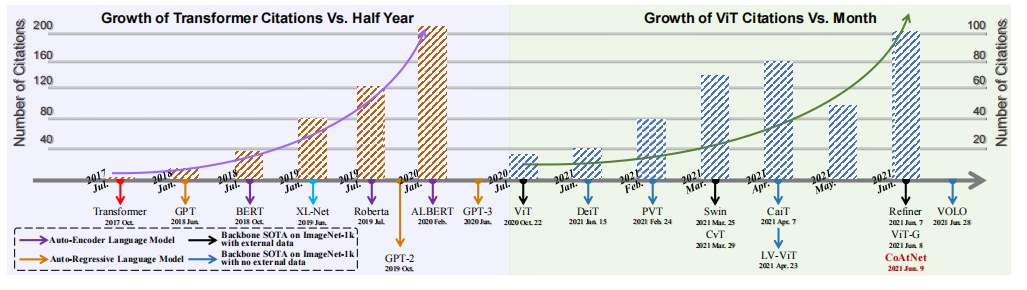 Growth of Transformer Citations Vs. Half Year
Growth of ViT Citations Vs. Month
Number of Citations
200
160
120
80
40
100
80
60
40
20
Number of Citations
2017 Jul.
2018 Jan.
2018 Jul.
2019 Jan.
2019 Jul.
2020 Jan.
2020 Jul.
2021 Jan.
2021 Feb.
2021 Mar.
2021 Apr.
2021 May.
2021 Jun.
Transformer
2017 Oct.
GPT
2018 Jun.
BERT
2018 Oct.
XL-Net
2019 Jun.
Roberta
2019 Jul.
GPT-2
2019 Oct.
ALBERT
2020 Feb.
GPT-3
2020 Jun.
ViT
2020 Oct. 22
DeiT
2021 Jan. 15
PVT
2021 Feb. 24
Swin
2021 Mar. 25
CvT
2021 Mar. 29
CaiT
2021 Apr. 7
LV-ViT
2021 Apr. 23
Refiner
2021 Jun. 7
ViT-G
2021 Jun. 8
CoAtNet
2021 Jun. 9
VOLO
2021 Jun. 28
Auto-Encoder Language Model
Backbone SOTA on ImageNet-1k
with external data
Auto-Regressive Language Model
Backbone SOTA on ImageNet-1k
with no external data